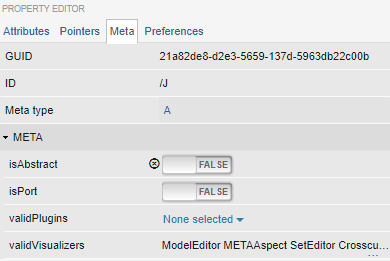 PROPERTY EDITOR
Attributes Pointers Meta Preferences
GUID 21a82de8-d2e3-5659-137d-5963db22c00b
ID /J
Meta type A
META
isAbstract FALSE
isPort FALSE
validPlugins None selected
validVisualizers ModelEditor METAAspect SetEditor Crosscu...
...